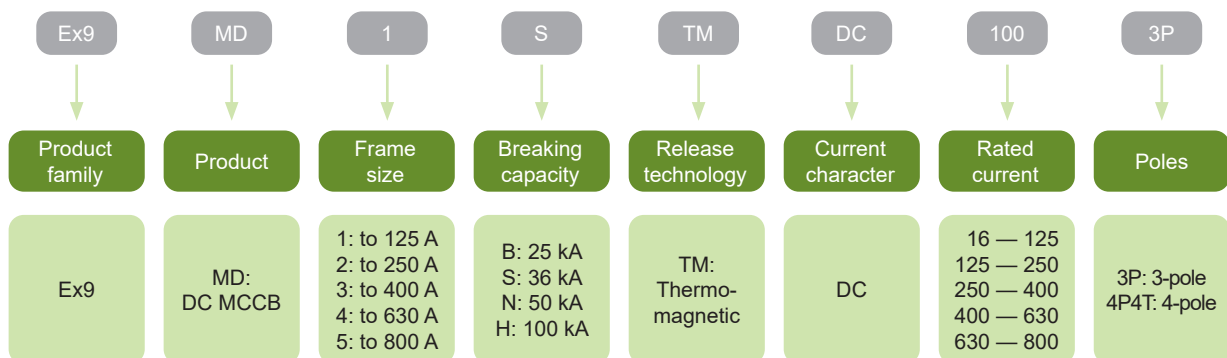 Ex9
MD
1
S
TM
DC
100
3P
Product
family
Product
Frame
size
Breaking
capacity
Release
technology
Current
character
Rated
current
Poles
Ex9
MD:
DC MCCB
1: to 125 A
2: to 250 A
3: to 400 A
4: to 630 A
5: to 800 A
B: 25 kA
S: 36 kA
N: 50 kA
H: 100 kA
TM:
Thermo-
magnetic
DC
16 — 125
125 — 250
250 — 400
400 — 630
630 — 800
3P: 3-pole
4P4T: 4-pole